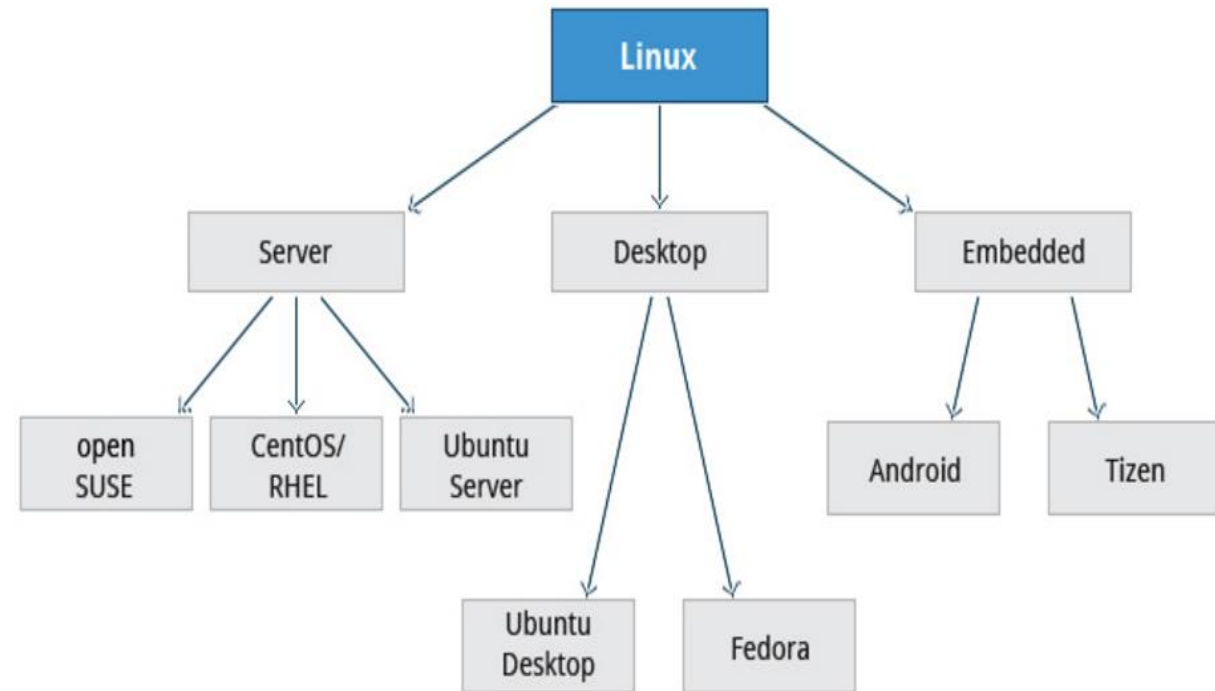 Linux
Server
Desktop
Embedded
open
SUSE
CentOS/
RHEL
Ubuntu
Server
Android
Tizen
Ubuntu
Desktop
Fedora